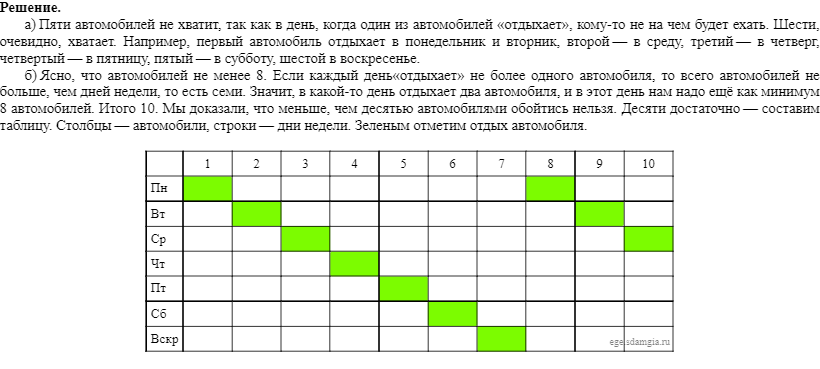 Решение.
а) Пяти автомобилей не хватит, так как в день, когда один из автомобилей «отдыхает», кому-то не на чем будет ехать. Шести,
очевидно, хватает. Например, первый автомобиль отдыхает в понедельник и вторник, второй — в среду, третий — в четверг,
четвертый — в пятницу, пятый — в субботу, шестой в воскресенье.
б) Ясно, что автомобилей не менее 8. Если каждый день«отдыхает» не более одного автомобиля, то всего автомобилей не
больше, чем дней недели, то есть семи. Значит, в какой-то день отдыхает два автомобиля, и в этот день нам надо ещё как минимум
8 автомобилей. Итого 10. Мы доказали, что меньше, чем десятью автомобилями обойтись нельзя. Десяти достаточно — составим
таблицу. Столбцы — автомобили, строки — дни недели. Зеленым отметим отдых автомобиля.
1 2 3 4 5 6 7 8 9 10
Пн
Вт
Ср
Чт
Пт
Сб
Вскр